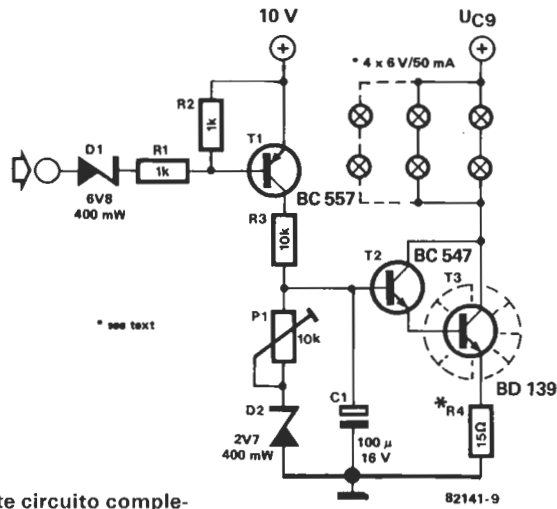 10 V
UC9
* 4 x 6 V/50 mA
R2
1k
T1
D1
R1
1k
6V8
400 mW
BC 557
R3
10k
T2
BC 547
T3
P1
10k
* see text
BD 139
D2
C1
*R4
15Ω
2V7
400 mW
100 μ
16 V
82141-9
te circuito comple-